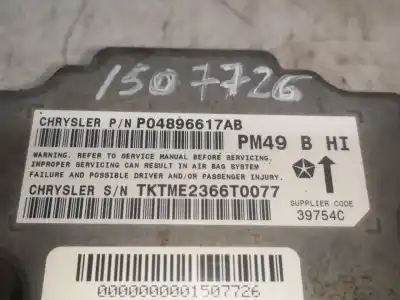 1507726
CHRYSLER P/N P04896617AB
PM49 B HI
WARNING. REFER TO SERVICE MANUAL BEFORE SERVICING.
IMPROPER SERVICING CAN RESULT IN AIR BAG SYSTEM
FAILURE AND POSSIBLE DRIVER AND/OR PASSENGER INJURY.
CHRYSLER S/N TKTME2366T0077
SUPPLIER CODE
39754C
0000000001507726